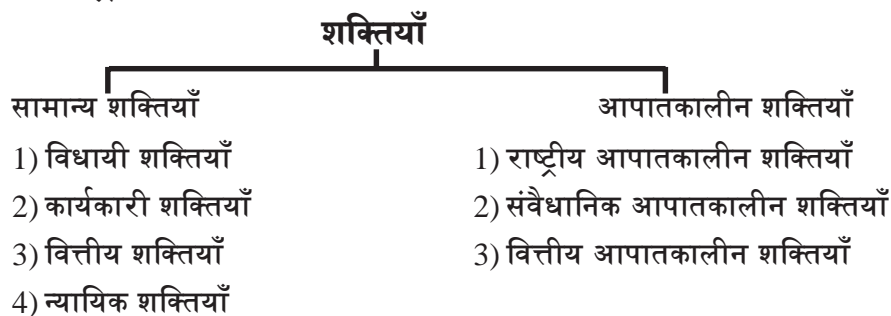 शक्तियाँ
सामान्य शक्तियाँ
1) विधायी शक्तियाँ
2) कार्यकारी शक्तियाँ
3) वित्तीय शक्तियाँ
4) न्यायिक शक्तियाँ
आपातकालीन शक्तियाँ
1) राष्ट्रीय आपातकालीन शक्तियाँ
2) संवैधानिक आपातकालीन शक्तियाँ
3) वित्तीय आपातकालीन शक्तियाँ